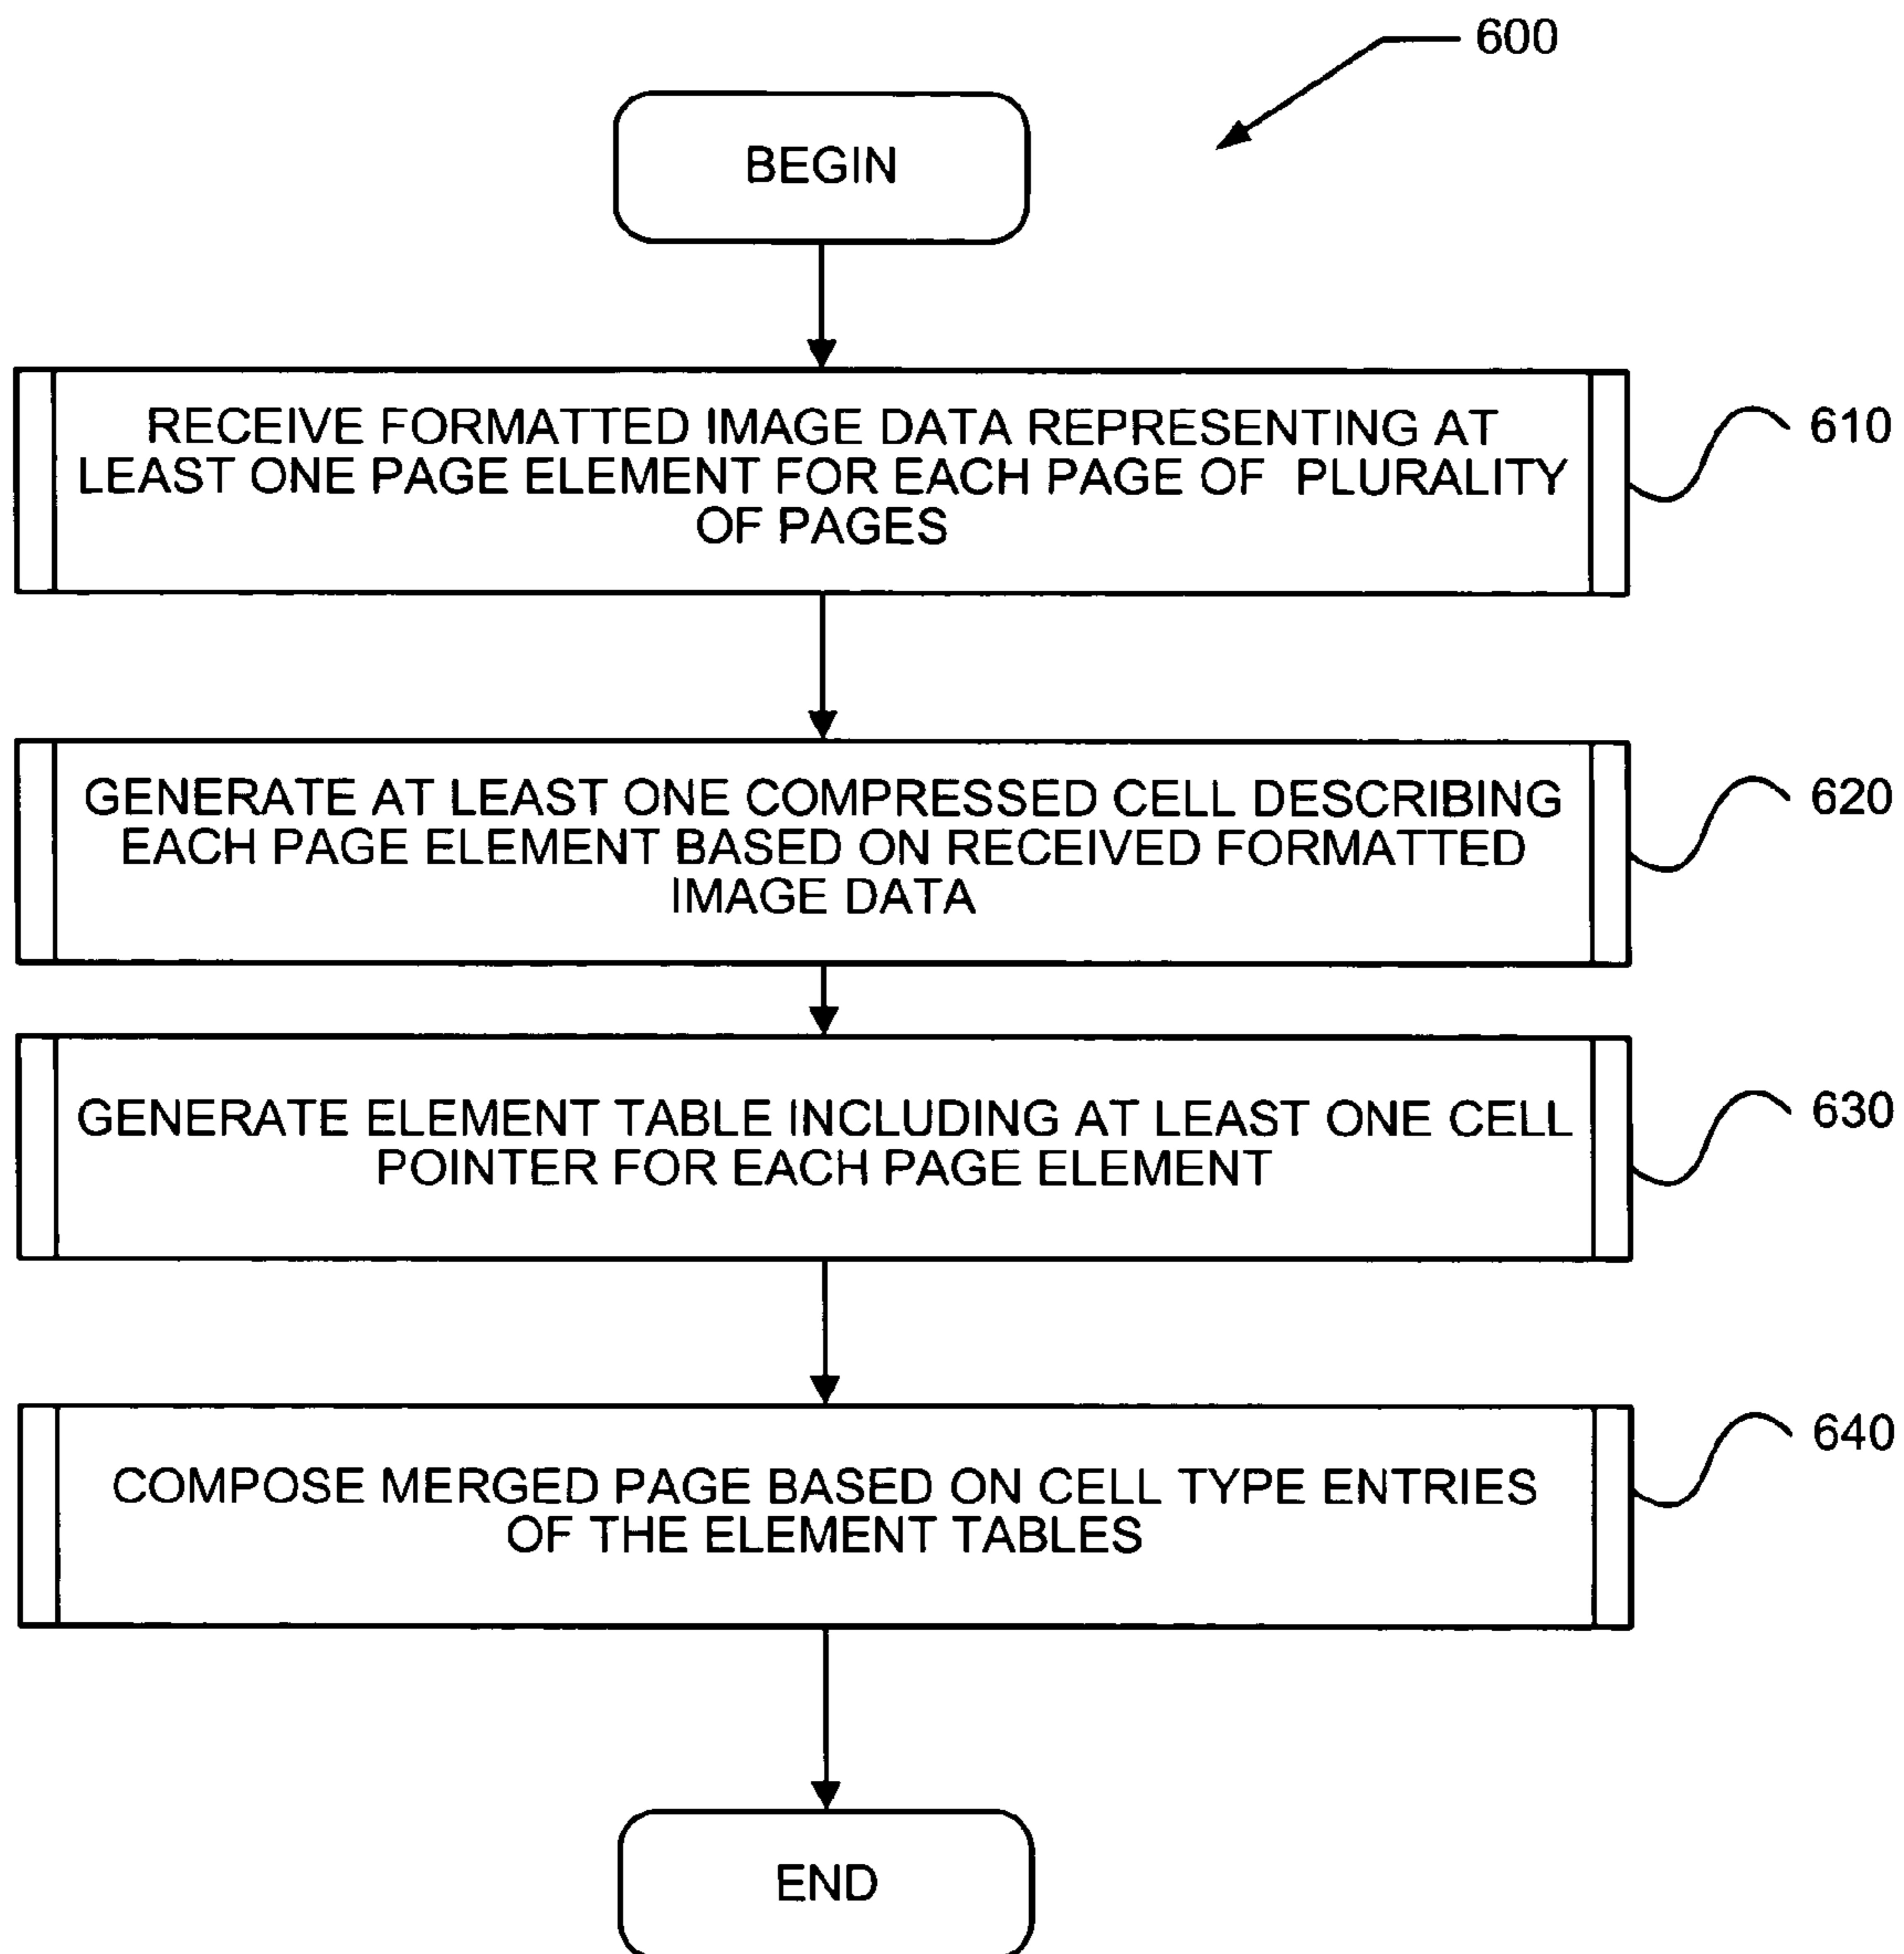 600
BEGIN
RECEIVE FORMATTED IMAGE DATA REPRESENTING AT
LEAST ONE PAGE ELEMENT FOR EACH PAGE OF PLURALITY
OF PAGES
610
GENERATE AT LEAST ONE COMPRESSED CELL DESCRIBING
EACH PAGE ELEMENT BASED ON RECEIVED FORMATTED
IMAGE DATA
620
GENERATE ELEMENT TABLE INCLUDING AT LEAST ONE CELL
POINTER FOR EACH PAGE ELEMENT
630
COMPOSE MERGED PAGE BASED ON CELL TYPE ENTRIES
OF THE ELEMENT TABLES
640
END